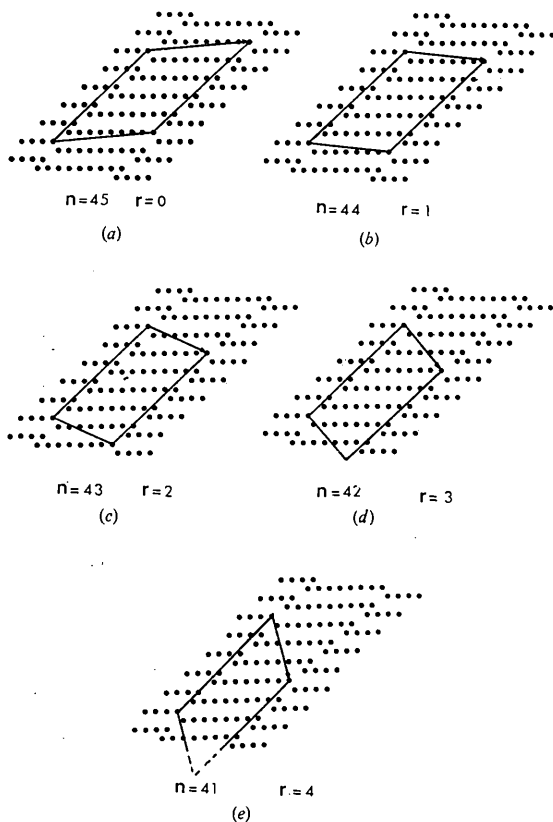 n=45 r=0
(a)
n=44 r=1
(b)
n=43 r=2
(c)
n=42 r=3
(d)
n=41 r.=4
(e)